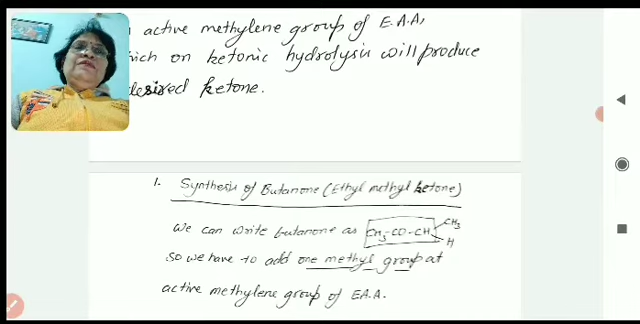 active methylene group of E.A.A,
on ketonic hydrolysis will produce
desired ketone.
1. Synthesis of Butanone (Ethyl methyl ketone)
We can write butanone as CH3-CO-CH CH3
H
so we have to add one methyl group at
active methylene group of E.A.A.